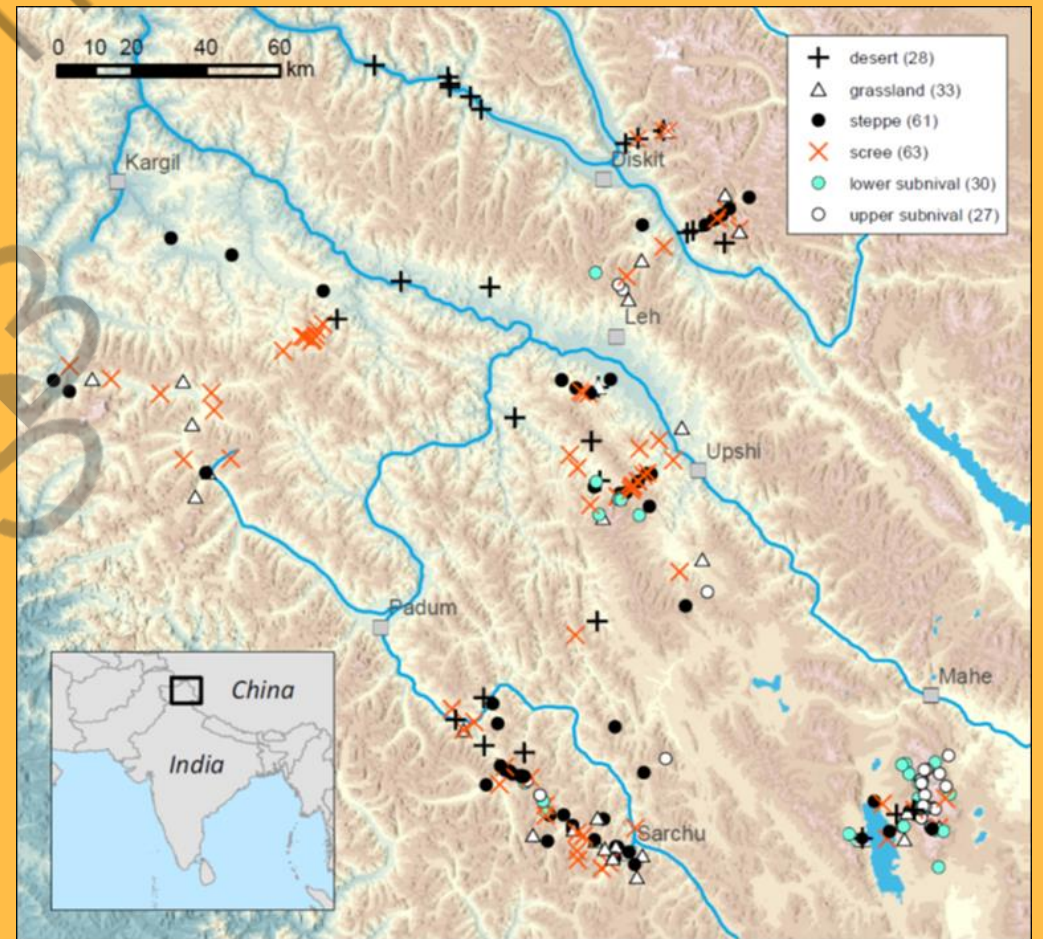 0 10 20 40 60
km
desert (28)
grassland (33)
steppe (61)
scree (63)
lower subnival (30)
upper subnival (27)
Kargil
Diskit
Leh
Upshi
Padum
Mahe
Sarchu
China
India